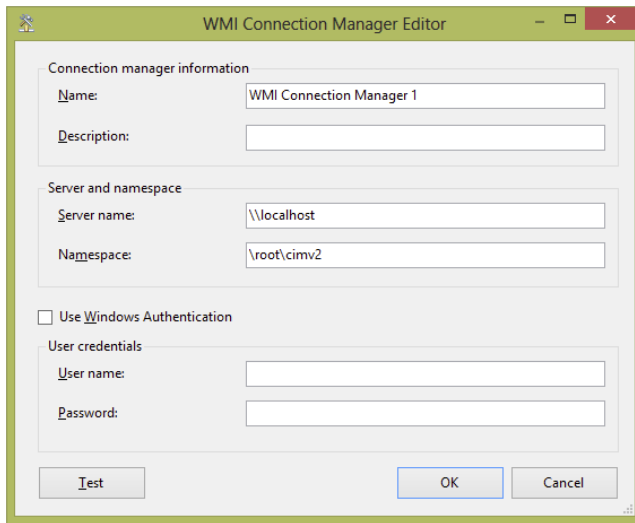 WMI Connection Manager Editor
Connection manager information
Name: WMI Connection Manager 1
Description:
Server and namespace
Server name: \\localhost
Namespace: \root\cimv2
Use Windows Authentication
User credentials
User name:
Password:
Test OK Cancel